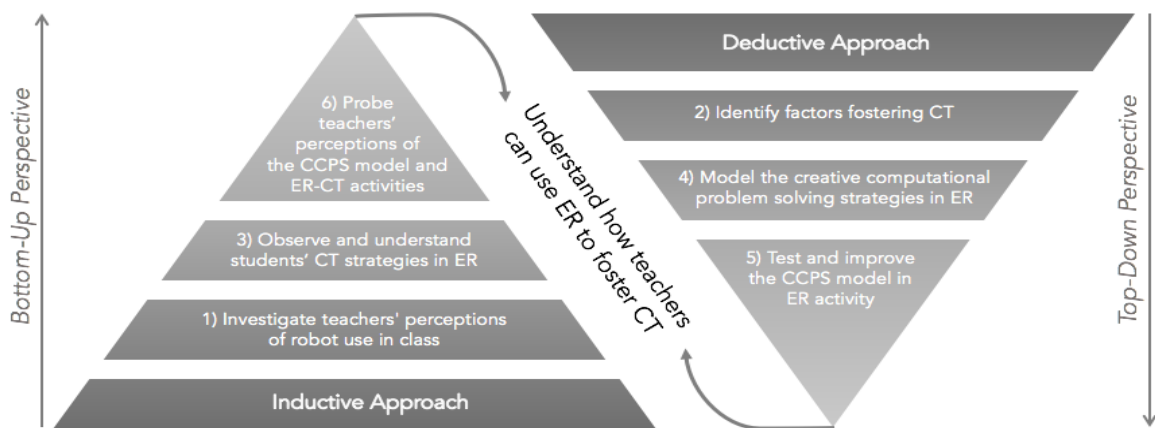 Bottom-Up Perspective
6) Probe
teachers'
perceptions of
the CCPS model and
ER-CT activities
3) Observe and understand
students' CT strategies in ER
1) Investigate teachers' perceptions
of robot use in class
Inductive Approach
Understand how teachers
can use ER to foster CT
Deductive Approach
2) Identify factors fostering CT
4) Model the creative computational
problem solving strategies in ER
5) Test and improve
the CCPS model in
ER activity
Top-Down Perspective